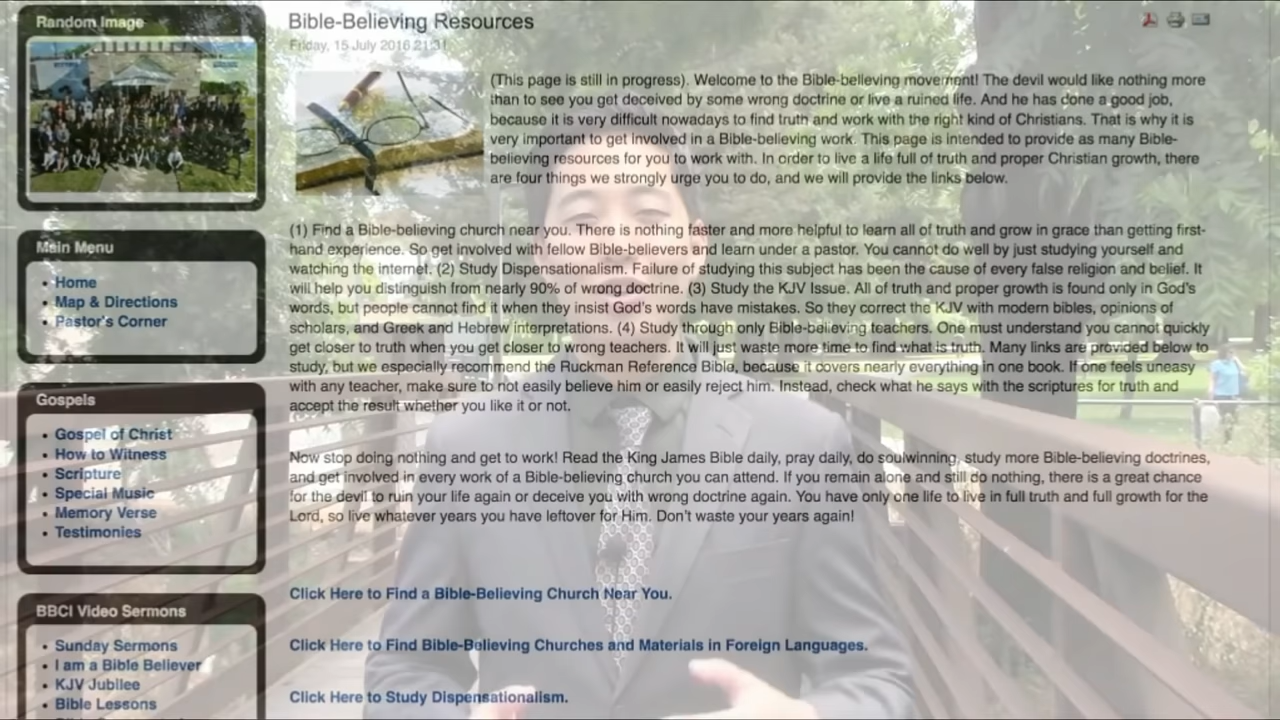 Random Image
Main Menu
Home
Map & Directions
Pastor's Corner
Gospels
Gospel of Christ
How to Witness
Scripture
Special Music
Memory Verse
Testimonies
BBCI Video Sermons
Sunday Sermons
I am a Bible Believer
KJV Jubilee
Bible Lessons
Bible-Believing Resources
Friday, 15 July 2016 21:31
(This page is still in progress). Welcome to the Bible-believing movement! The devil would like nothing more
than to see you get deceived by some wrong doctrine or live a ruined life. And he has done a good job,
because it is very difficult nowadays to find truth and work with the right kind of Christians. That is why it is
very important to get involved in a Bible-believing work. This page is intended to provide as many Bible-
believing resources for you to work with. In order to live a life full of truth and proper Christian growth, there
are four things we strongly urge you to do, and we will provide the links below.
(1) Find a Bible-believing church near you. There is nothing faster and more helpful to learn all of truth and grow in grace than getting first-
hand experience. So get involved with fellow Bible-believers and learn under a pastor. You cannot do well by just studying yourself and
watching the internet. (2) Study Dispensationalism. Failure of studying this subject has been the cause of every false religion and belief. It
will help you distinguish from nearly 90% of wrong doctrine. (3) Study the KJV Issue. All of truth and proper growth is found only in God's
words, but people cannot find it when they insist God's words have mistakes. So they correct the KJV with modern bibles, opinions of
scholars, and Greek and Hebrew interpretations. (4) Study through only Bible-believing teachers. One must understand you cannot quickly
get closer to truth when you get closer to wrong teachers. It will just waste more time to find what is truth. Many links are provided below to
study, but we especially recommend the Ruckman Reference Bible, because it covers nearly everything in one book. If one feels uneasy
with any teacher, make sure to not easily believe him or easily reject him. Instead, check what he says with the scriptures for truth and
accept the result whether you like it or not.
Now stop doing nothing and get to work! Read the King James Bible daily, pray daily, do soulwinning, study more Bible-believing doctrines,
and get involved in every work of a Bible-believing church you can attend. If you remain alone and still do nothing, there is a great chance
for the devil to ruin your life again or deceive you with wrong doctrine again. You have only one life to live in full truth and full growth for the
Lord, so live whatever years you have leftover for Him. Don't waste your years again!
Click Here to Find a Bible-Believing Church Near You.
Click Here to Find Bible-Believing Churches and Materials in Foreign Languages.
Click Here to Study Dispensationalism.